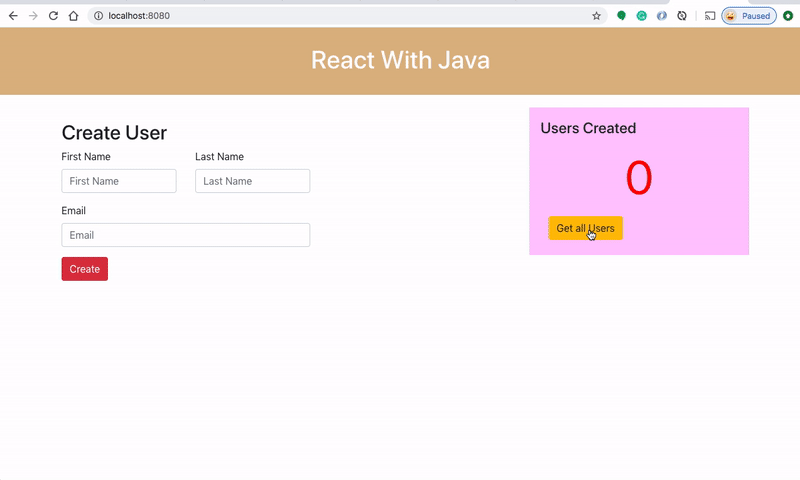 localhost:8080
Paused
React With Java
Create User
First Name
Last Name
First Name
Last Name
Email
Email
Create
Users Created
0
Get all Users